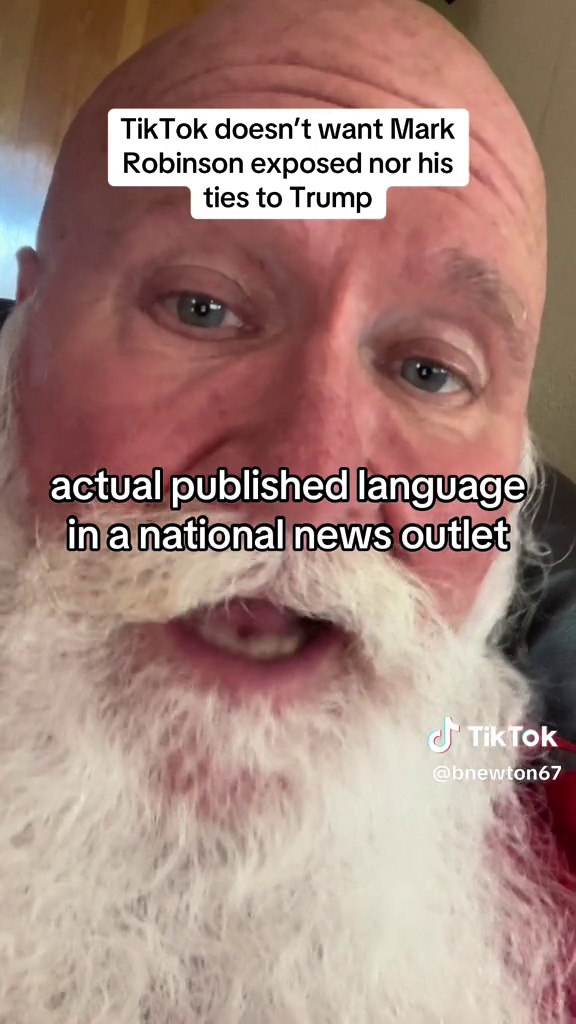 TikTok doesn’t want Mark
Robinson exposed nor his
ties to Trump
actual published language
in a national news outlet
TikTok
@bnewton67